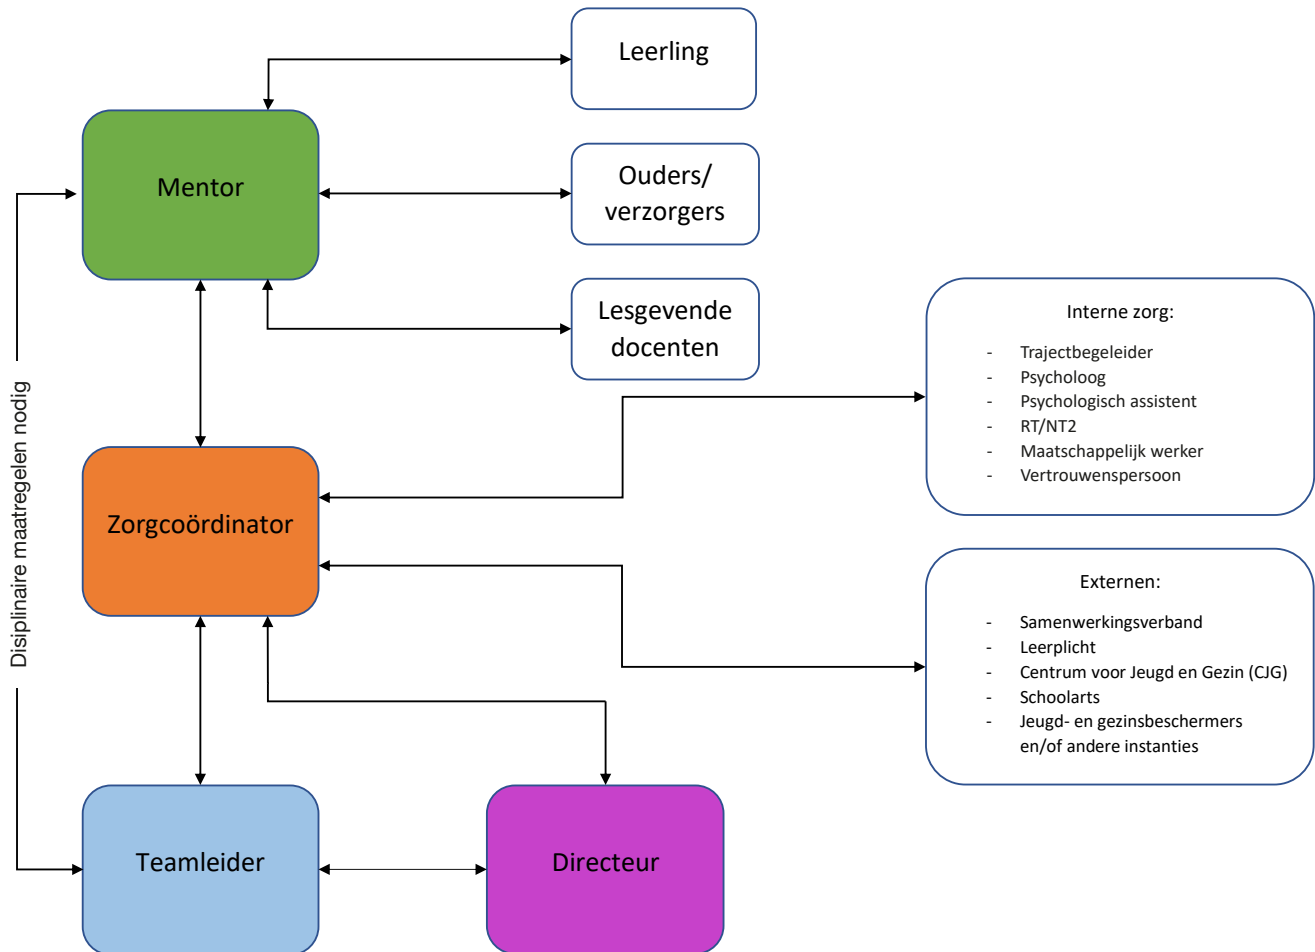 Leerling
Mentor
Ouders/
verzorgers
Lesgevende
docenten
Interne zorg:
- Trajectbegeleider
- Psycholoog
- Psychologisch assistent
- RT/NT2
- Maatschappelijk werker
- Vertrouwenspersoon
Disiplinaire maatregelen nodig
Zorgcoördinator
Externen:
- Samenwerkingsverband
- Leerplicht
- Centrum voor Jeugd en Gezin (CJG)
- Schoolarts
- Jeugd- en gezinsbeschermers
en/of andere instanties
Teamleider
Directeur